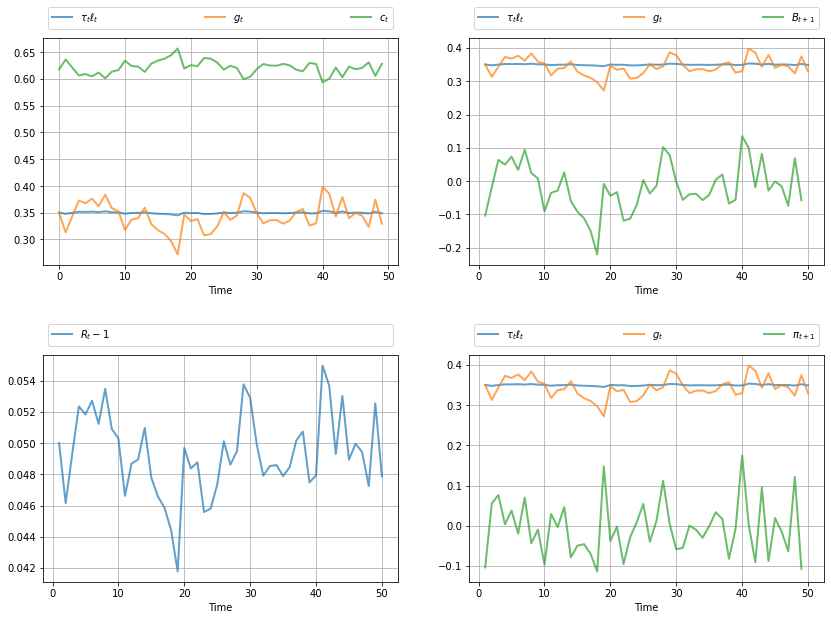 τₜℓₜ gₜ cₜ
0.65
0.60
0.55
0.50
0.45
0.40
0.35
0.30
0 10 20 30 40 50
Time
τₜℓₜ gₜ Bₜ₊₁
0.4
0.3
0.2
0.1
0.0
−0.1
−0.2
0 10 20 30 40 50
Time
Rₜ − 1
0.054
0.052
0.050
0.048
0.046
0.044
0.042
0 10 20 30 40 50
Time
τₜℓₜ gₜ πₜ₊₁
0.4
0.3
0.2
0.1
0.0
−0.1
0 10 20 30 40 50
Time